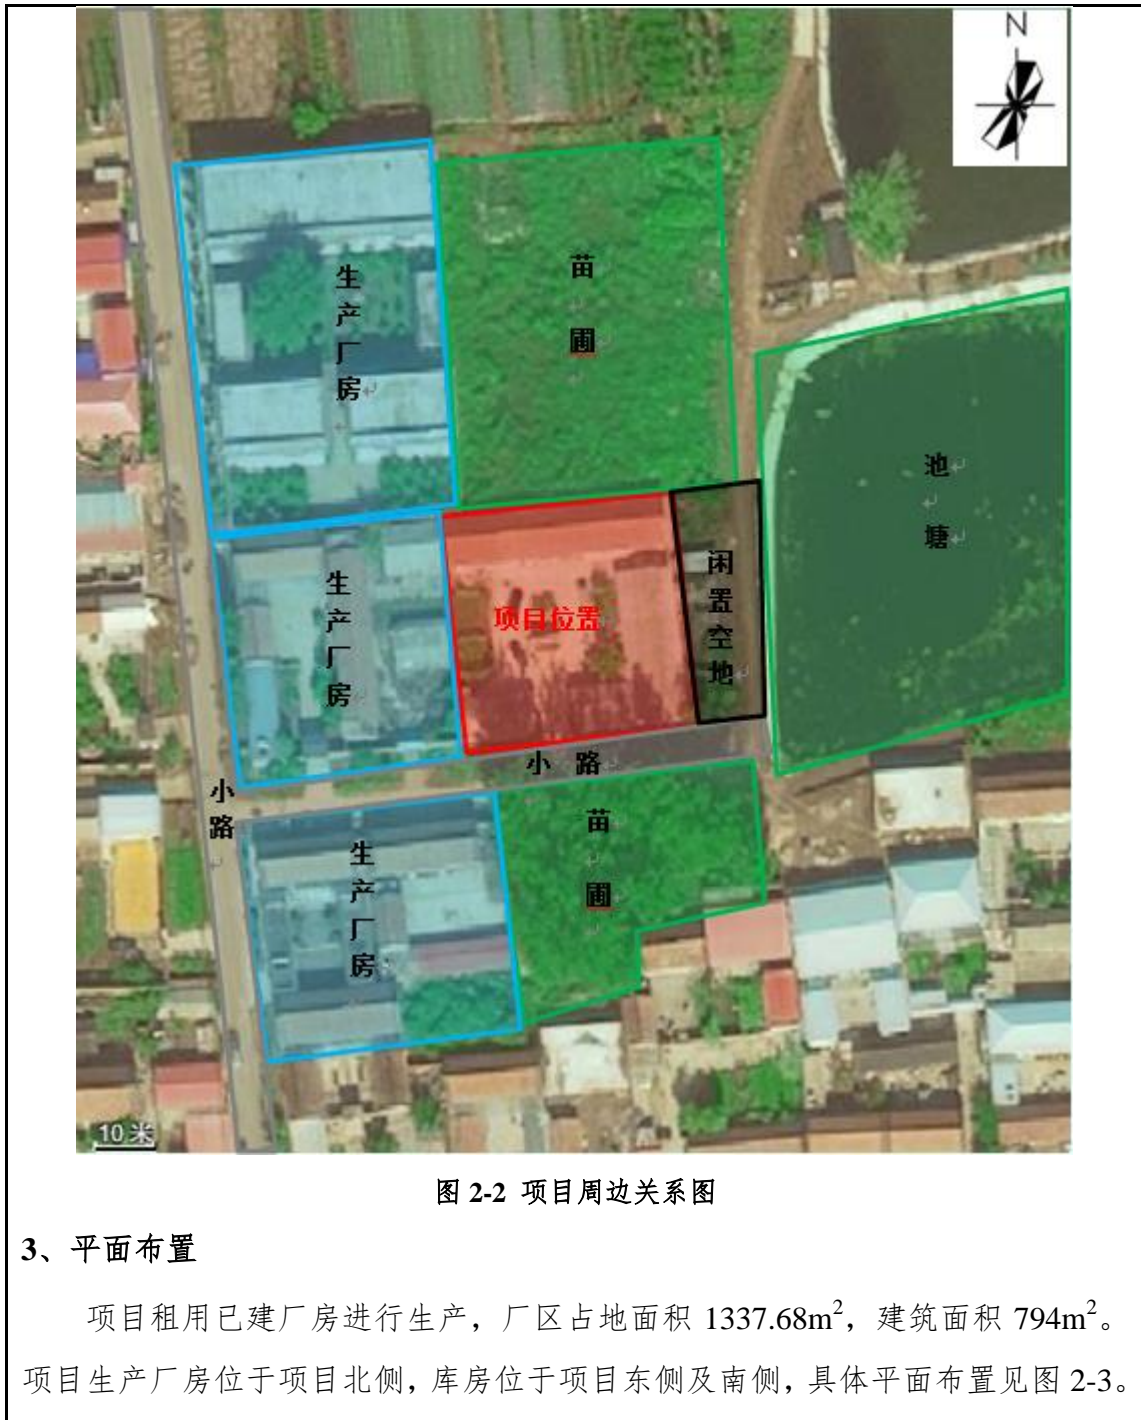 N
生产厂房
苗圃
池塘
生产厂房
项目位置
闲置空地
小路
小路
生产厂房
苗圃
10 米
图 2-2 项目周边关系图
3、平面布置
项目租用已建厂房进行生产，厂区占地面积 1337.68m²，建筑面积 794m²。
项目生产厂房位于项目北侧，库房位于项目东侧及南侧，具体平面布置见图 2-3。